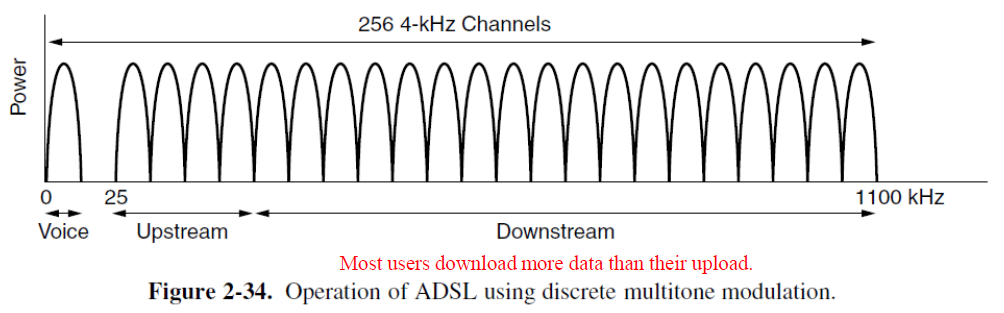 256 4-kHz Channels
Power
0 25 1100 kHz
Voice Upstream Downstream
Most users download more data than their upload.
Figure 2-34. Operation of ADSL using discrete multitone modulation.